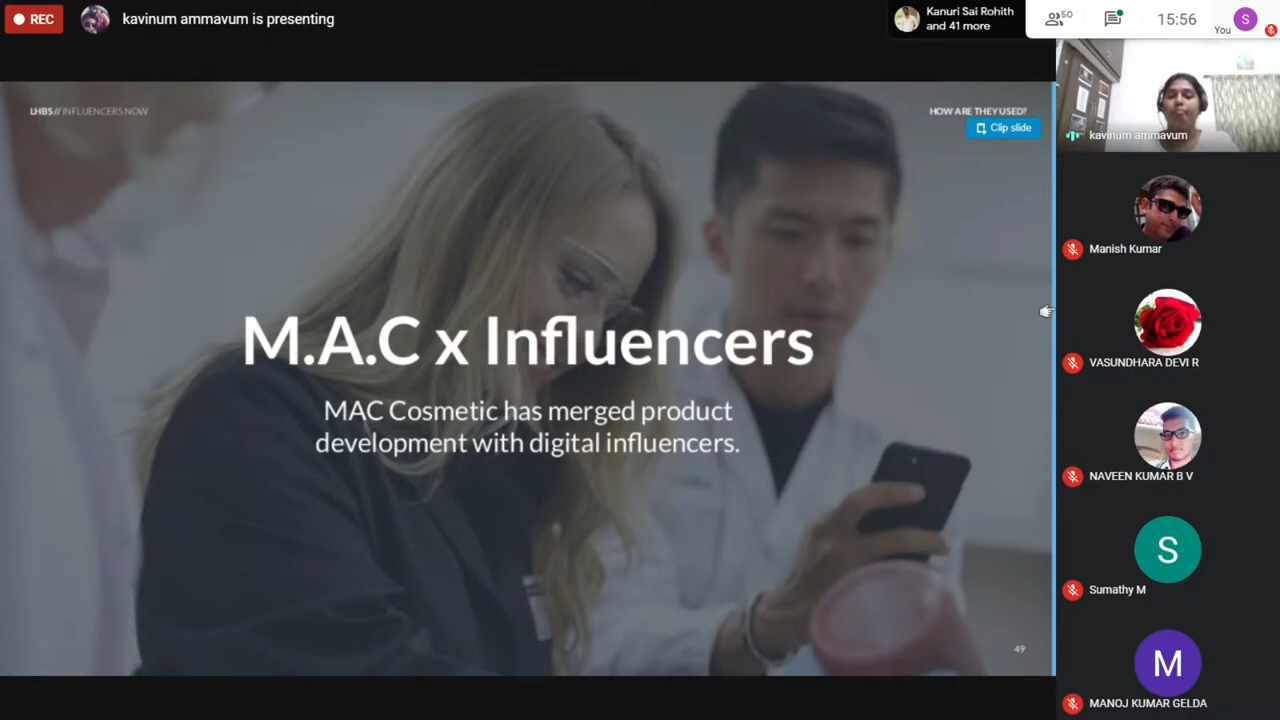 REC
kavinum ammavum is presenting
Kanuri Sai Rohith
and 41 more
50
15:56
You
S
LHBS// INFLUENCERS NOW
HOW ARE THEY USED?
Clip slide
M.A.C x Influencers
MAC Cosmetic has merged product
development with digital influencers.
49
kavinum ammavum
Manish Kumar
VASUNDHARA DEVI R
NAVEEN KUMAR B V
S
Sumathy M
M
MANOJ KUMAR GELDA